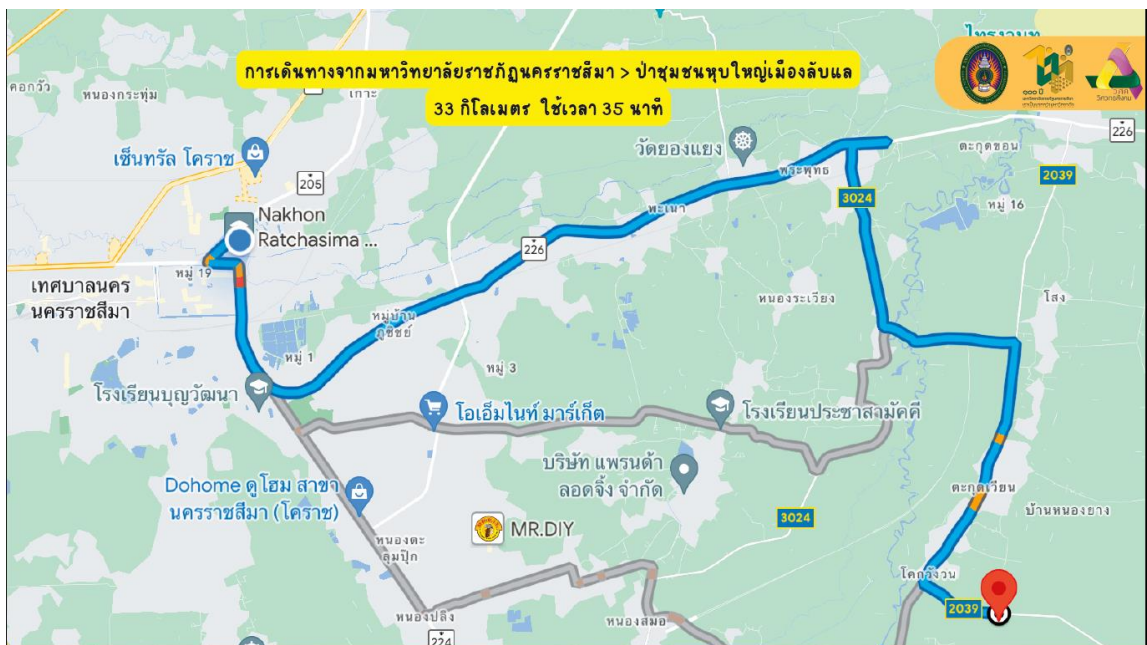 ไทรงามท
การเดินทางจากมหาวิทยาลัยราชภัฏนครราชสีมา > ป่าชุมชนหุบใหญ่เมืองลับแล
33 กิโลเมตร ใช้เวลา 35 นาที
คอกวัว
หนองกระทุ่ม
เกาะ
226
เซ็นทรัล โคราช
วัดยองแยง
ตะกุดขอน
พระพุทธ
205
3024
2039
หมู่ 16
Nakhon
Ratchasima ...
พะเนา
226
หมู่ 19
เทศบาลนคร
นครราชสีมา
หนองระเวียง
โสง
หมู่บ้าน
ภูชิชย์
หมู่ 1
หมู่ 3
โรงเรียนบุญวัฒนา
โอเอ็มไนท์ มาร์เก็ต
โรงเรียนประชาสามัคคี
บริษัท แพรนด้า
ลอดจิ้ง จำกัด
Dohome ดูโฮม สาขา
นครราชสีมา (โคราช)
ตะกุดเวียน
บ้านหนองยาง
3024
MR.DIY
หนองตะ
ลุมปุ๊ก
โคกวังวน
2039
หนองปลิง
หนองสมอ
224